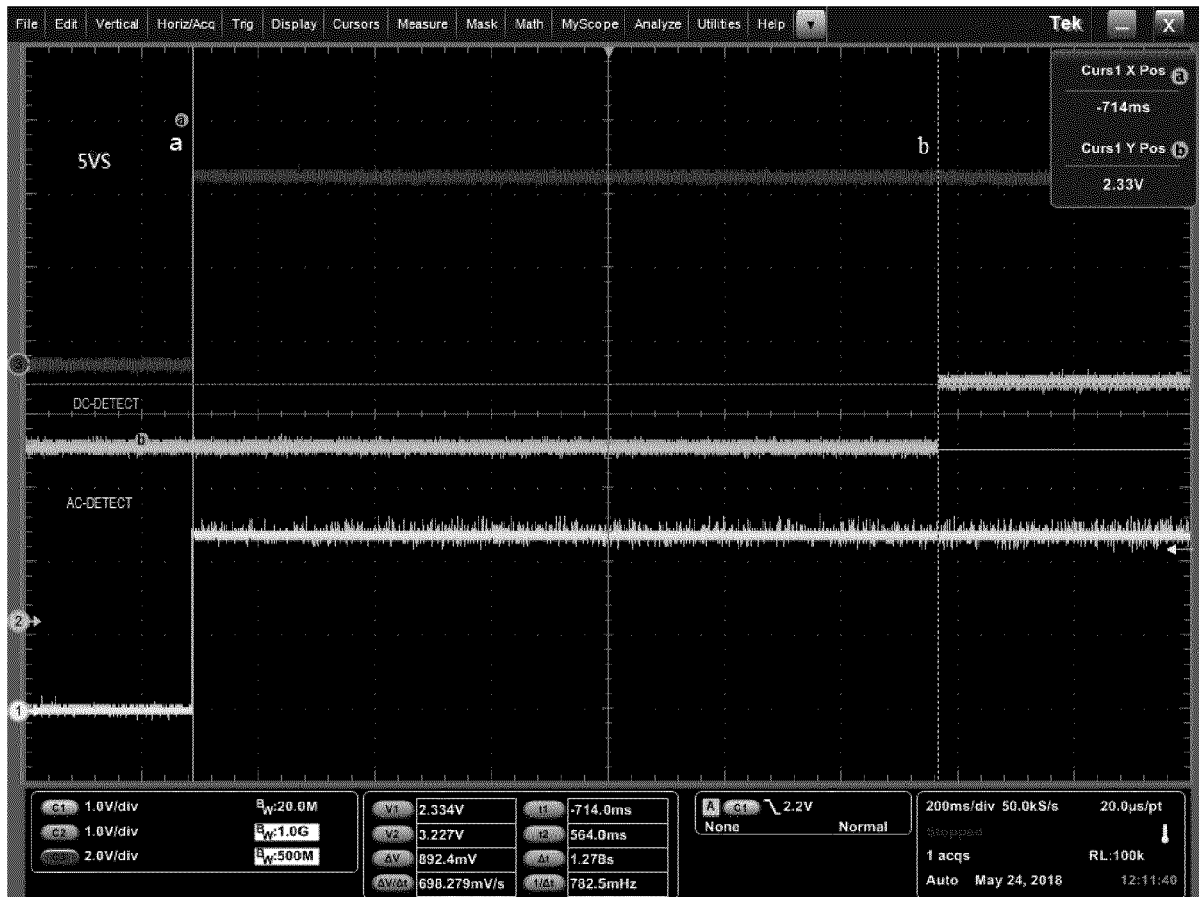 File Edit Vertical Horiz/Acq Trig Display Cursors Measure Mask Math MyScope Analyze Utilities Help Tek X
Curs1 X Pos a
-714ms
Curs1 Y Pos b
2.33V
a
a
b
5VS
DC-DETECT
b
AC-DETECT
2
1
C1 1.0V/div BW:20.0M
C2 1.0V/div BW:1.0G
2.0V/div BW:500M
V1 2.334V t1 -714.0ms
V2 3.227V t2 564.0ms
ΔV 892.4mV Δt 1.278s
ΔV/Δt 698.279mV/s 1/Δt 782.5mHz
A C1 2.2V
None Normal
200ms/div 50.0kS/s 20.0µs/pt
Stopped
1 acqs RL:100k
Auto May 24, 2018 12:11:40